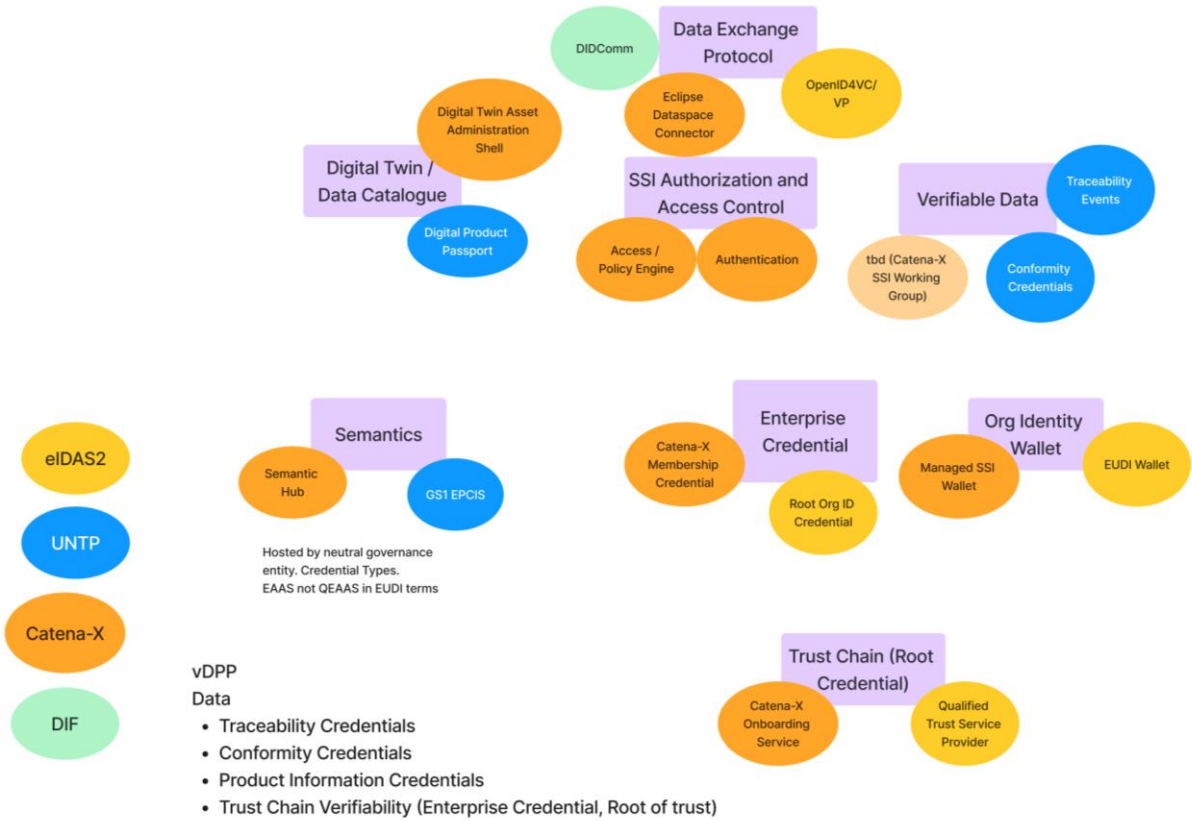 Data Exchange
Protocol
DIDComm
OpenID4VC/
VP
Eclipse
Dataspace
Connector
Digital Twin Asset
Administration
Shell
Digital Twin /
Data Catalogue
Digital Product
Passport
SSI Authorization and
Access Control
Access /
Policy Engine
Authentication
Verifiable Data
Traceability
Events
tbd (Catena-X
SSI Working
Group)
Conformity
Credentials
eIDAS2
UNTP
Catena-X
DIF
Semantics
Semantic
Hub
GS1 EPCIS
Hosted by neutral governance
entity. Credential Types.
EAAS not QEAAS in EUDI terms
Enterprise
Credential
Catena-X
Membership
Credential
Root Org ID
Credential
Org Identity
Wallet
Managed SSI
Wallet
EUDI Wallet
Trust Chain (Root
Credential)
Catena-X
Onboarding
Service
Qualified
Trust Service
Provider
vDPP
Data
• Traceability Credentials
• Conformity Credentials
• Product Information Credentials
• Trust Chain Verifiability (Enterprise Credential, Root of trust)